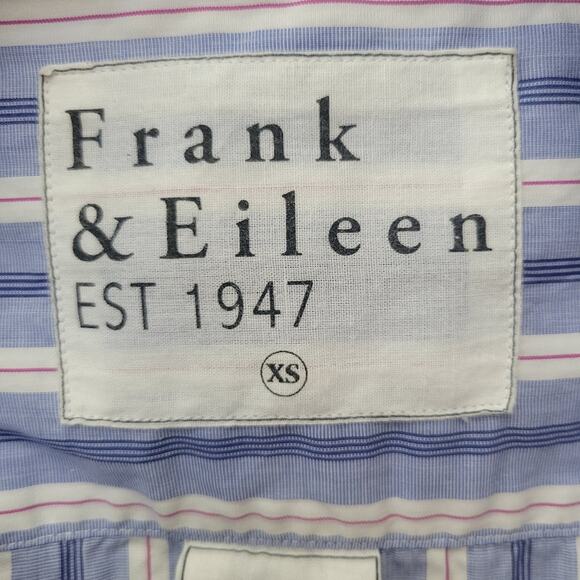 Frank
& Eileen
EST 1947
XS